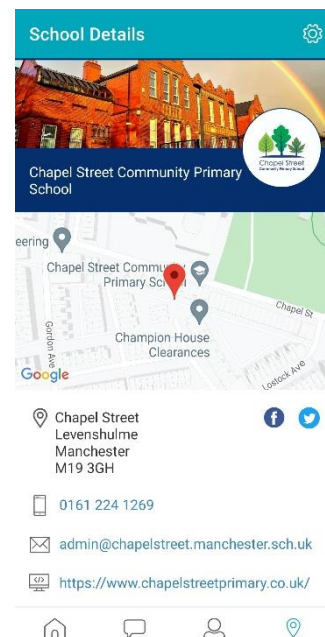 School Details
Chapel Street
Community Primary School
Chapel Street Community Primary
School
eering
Chapel Street Commu
Primary Sc
Chapel St
Gordon Ave
Champion House
Clearances
Lostock Ave
Google
Chapel Street
Levenshulme
Manchester
M19 3GH
0161 224 1269
admin@chapelstreet.manchester.sch.uk
https://www.chapelstreetprimary.co.uk/